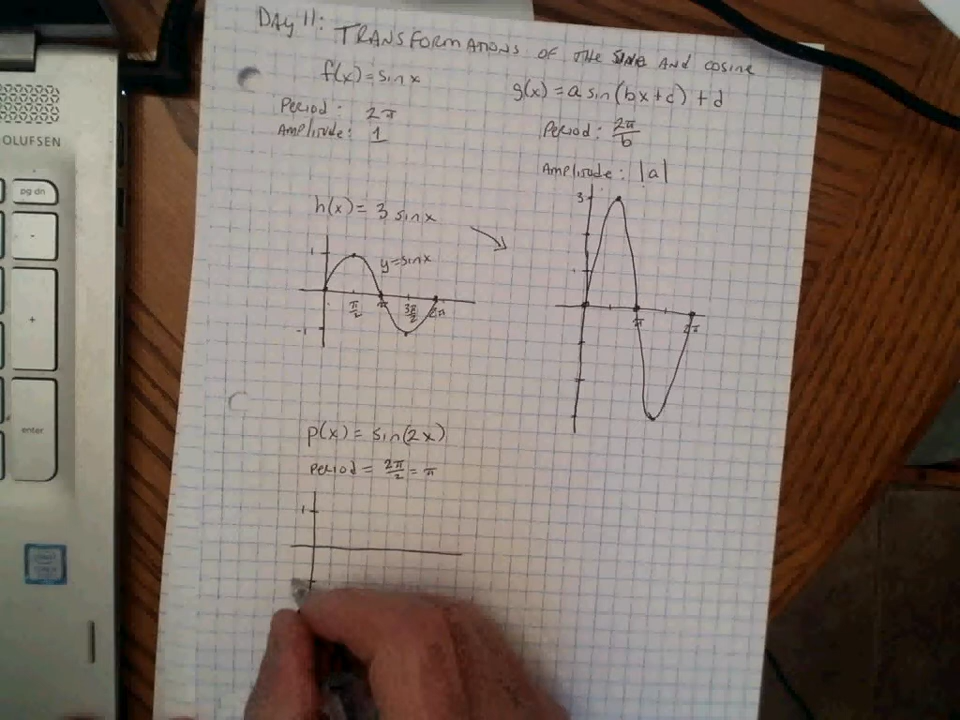 DAY 11: TRANSFORMATIONS OF THE SINE AND COSINE
f(x) = sin x
Period: 2π
Amplitude: 1
g(x) = a sin(bx+c) + d
Period: 2π/b
Amplitude: |a|
h(x) = 3 sin x
1
y = sin x
π/2
π
3π/2
2π
-1
3
1
π
2π
p(x) = sin(2x)
Period = 2π/2 = π
1
OLUFSEN
pg dn
-
+
enter